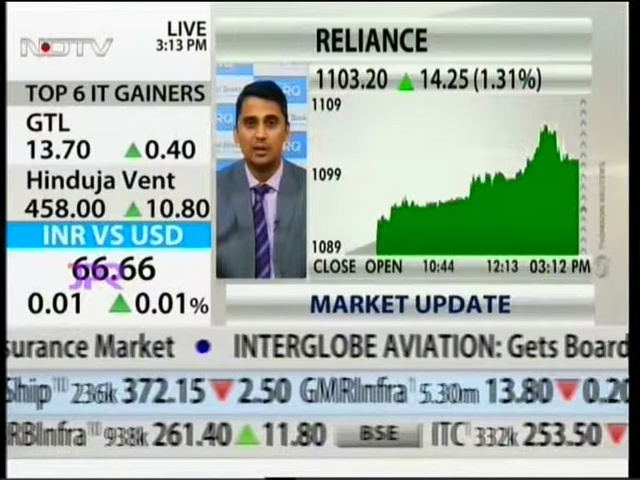 NDTV
LIVE
3:13 PM
TOP 6 IT GAINERS
GTL
13.70 ▲ 0.40
Hinduja Vent
458.00 ▲ 10.80
INR VS USD
66.66
0.01 ▲ 0.01%
RELIANCE
1103.20 ▲ 14.25 (1.31%)
1109
1099
1089
CLOSE OPEN 10:44 12:13 03:12 PM
THOMSON REUTERS
MARKET UPDATE
surance Market ● INTERGLOBE AVIATION: Gets Board
236k 372.15 ▼ 2.50 GMRInfra 5.30m 13.80 ▼ 0.20
RBInfra 938k 261.40 ▲ 11.80 BSE ITC 332k 253.50 ▼